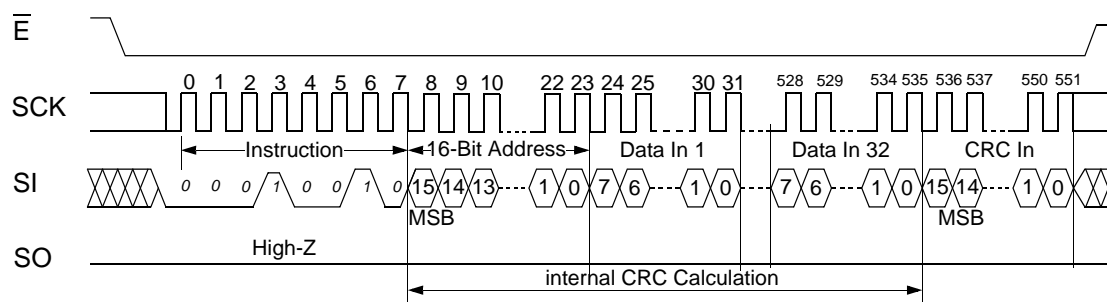 E
0 1 2 3 4 5 6 7 8 9 10 22 23 24 25 30 31 528 529 534 535 536 537 550 551
SCK
Instruction 16-Bit Address Data In 1 Data In 32 CRC In
SI 0 0 0 1 0 0 1 0 15 14 13 1 0 7 6 1 0 7 6 1 0 15 14 1 0
MSB MSB
High-Z
SO
internal CRC Calculation